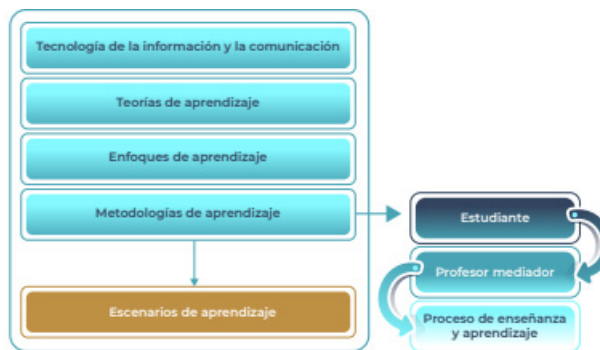 Tecnología de la información y la comunicación
Teorías de aprendizaje
Enfoques de aprendizaje
Metodologías de aprendizaje
Escenarios de aprendizaje
Estudiante
Profesor mediador
Proceso de enseñanza
y aprendizaje